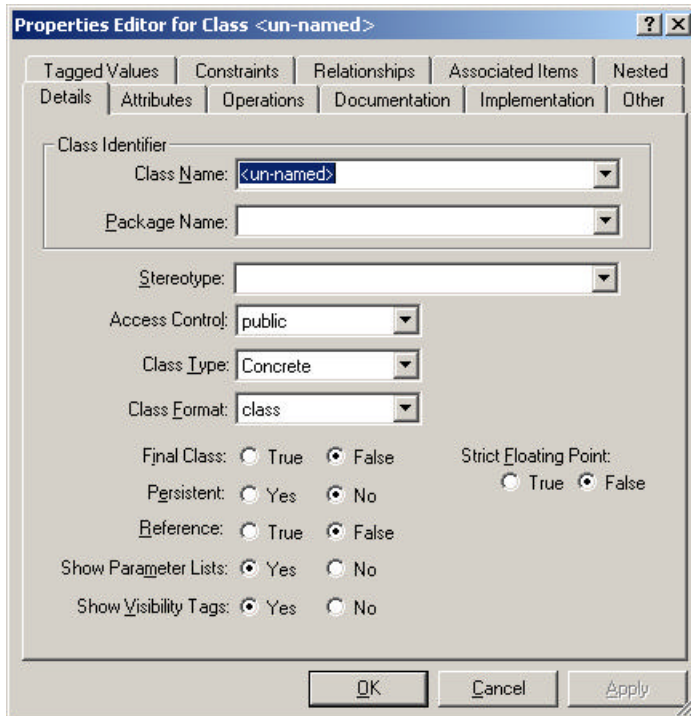 Properties Editor for Class <un-named>
Tagged Values Constraints Relationships Associated Items Nested
Details Attributes Operations Documentation Implementation Other
Class Identifier
Class Name: <un-named>
Package Name:
Stereotype:
Access Control: public
Class Type: Concrete
Class Format: class
Final Class: True False Strict Floating Point:
True False
Persistent: Yes No
Reference: True False
Show Parameter Lists: Yes No
Show Visibility Tags: Yes No
OK Cancel Apply